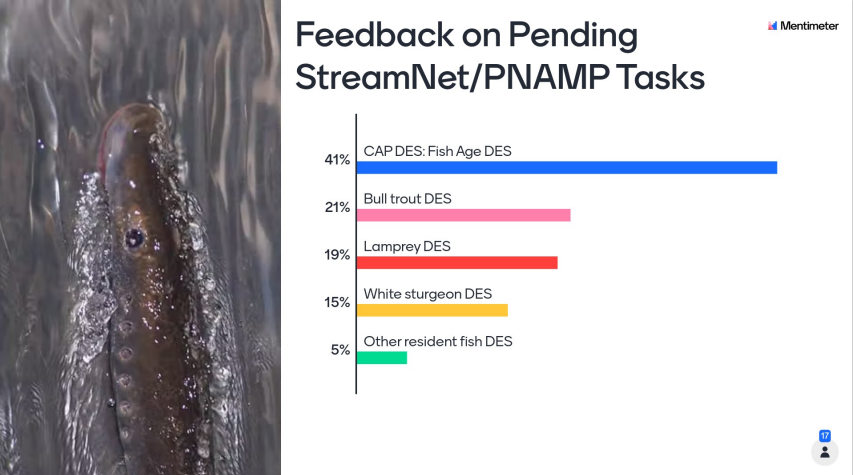 Feedback on Pending
StreamNet/PNAMP Tasks
Mentimeter
41%
CAP DES: Fish Age DES
21%
Bull trout DES
19%
Lamprey DES
15%
White sturgeon DES
5%
Other resident fish DES
17